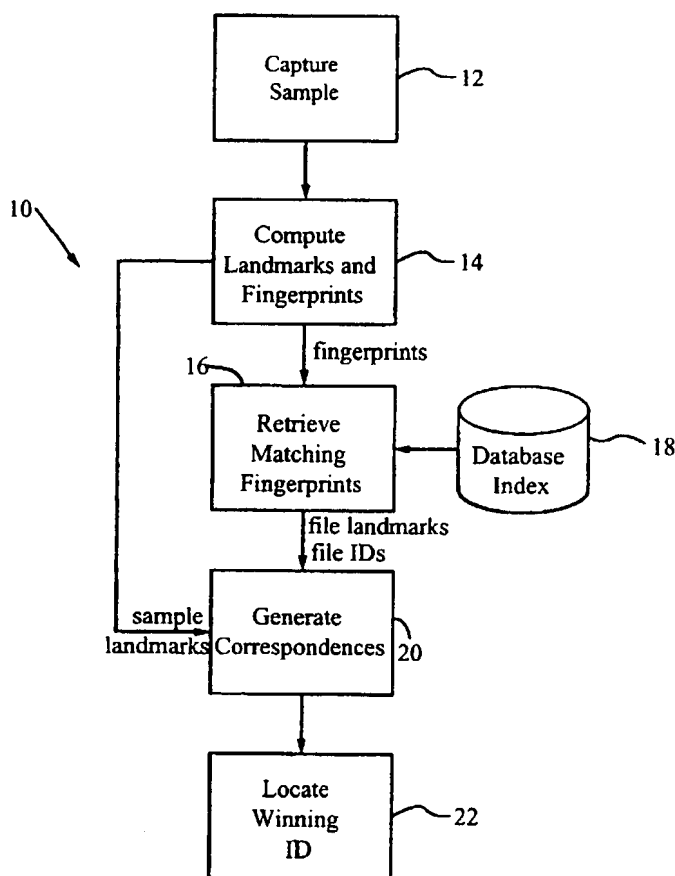 Capture
Sample
12
10
Compute
Landmarks and
Fingerprints
14
fingerprints
16
Retrieve
Matching
Fingerprints
Database
Index
18
file landmarks
file IDs
sample
landmarks
Generate
Correspondences
20
Locate
Winning
ID
22